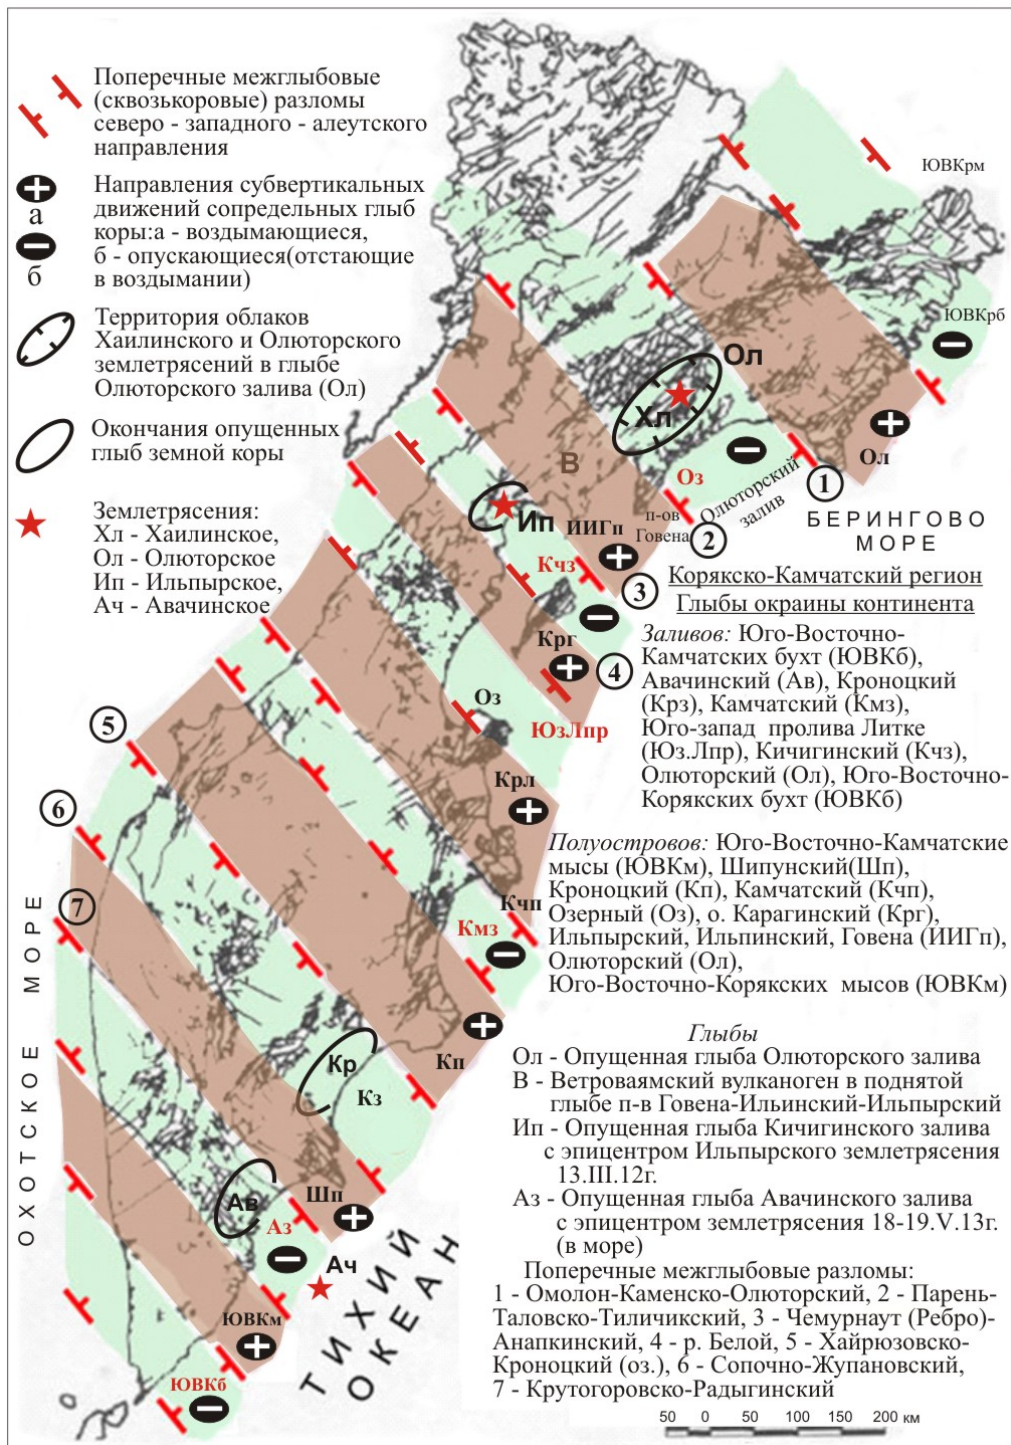 Поперечные межглыбовые
(сквозькоровые) разломы
северо - западного - алеутского
направления
а
б
Направления субвертикальных
движений сопредельных глыб
коры:а - воздымающиеся,
б - опускающиеся(отстающие
в воздымании)
Территория облаков
Хаилинского и Олюторского
землетрясений в глыбе
Олюторского залива (Ол)
Окончания опущенных
глыб земной коры
Землетрясения:
Хл - Хаилинское,
Ол - Олюторское
Ип - Ильпырское,
Ач - Авачинское
ЮВКрм
ЮВКрб
Ол
Хл
Ол
В
Оз
п-ов
Говена
Олюторский
залив
1
2
3
4
5
6
7
Ип
ИИГп
Кчз
Крг
Оз
ЮзЛпр
Крл
Кчп
Кмз
Кп
Кр
Кз
Шп
Ав
Аз
Ач
ЮВКм
ЮВКб
БЕРИНГОВО
МОРЕ
ОХОТСКОЕ МОРЕ
ТИХИЙ
ОКЕАН
Корякско-Камчатский регион
Глыбы окраины континента
Заливов: Юго-Восточно-
Камчатских бухт (ЮВКб),
Авачинский (Ав), Кроноцкий
(Крз), Камчатский (Кмз),
Юго-запад пролива Литке
(Юз.Лпр), Кичигинский (Кчз),
Олюторский (Ол), Юго-Восточно-
Корякских бухт (ЮВКб)
Полуостровов: Юго-Восточно-Камчатские
мысы (ЮВКм), Шипунский(Шп),
Кроноцкий (Кп), Камчатский (Кчп),
Озерный (Оз), о. Карагинский (Крг),
Ильпырский, Ильпинский, Говена (ИИГп),
Олюторский (Ол),
Юго-Восточно-Корякских мысов (ЮВКм)
Глыбы
Ол - Опущенная глыба Олюторского залива
В - Ветроваямский вулканоген в поднятой
глыбе п-в Говена-Ильинский-Ильпырский
Ип - Опущенная глыба Кичигинского залива
с эпицентром Ильпырского землетрясения
13.III.12г.
Аз - Опущенная глыба Авачинского залива
с эпицентром землетрясения 18-19.V.13г.
(в море)
Поперечные межглыбовые разломы:
1 - Омолон-Каменско-Олюторский, 2 - Парень-
Таловско-Тиличикский, 3 - Чемурнаут (Ребро)-
Анапкинский, 4 - р. Белой, 5 - Хайрюзовско-
Кроноцкий (оз.), 6 - Сопочно-Жупановский,
7 - Крутогоровско-Радыгинский
50 0 50 100 150 200 км